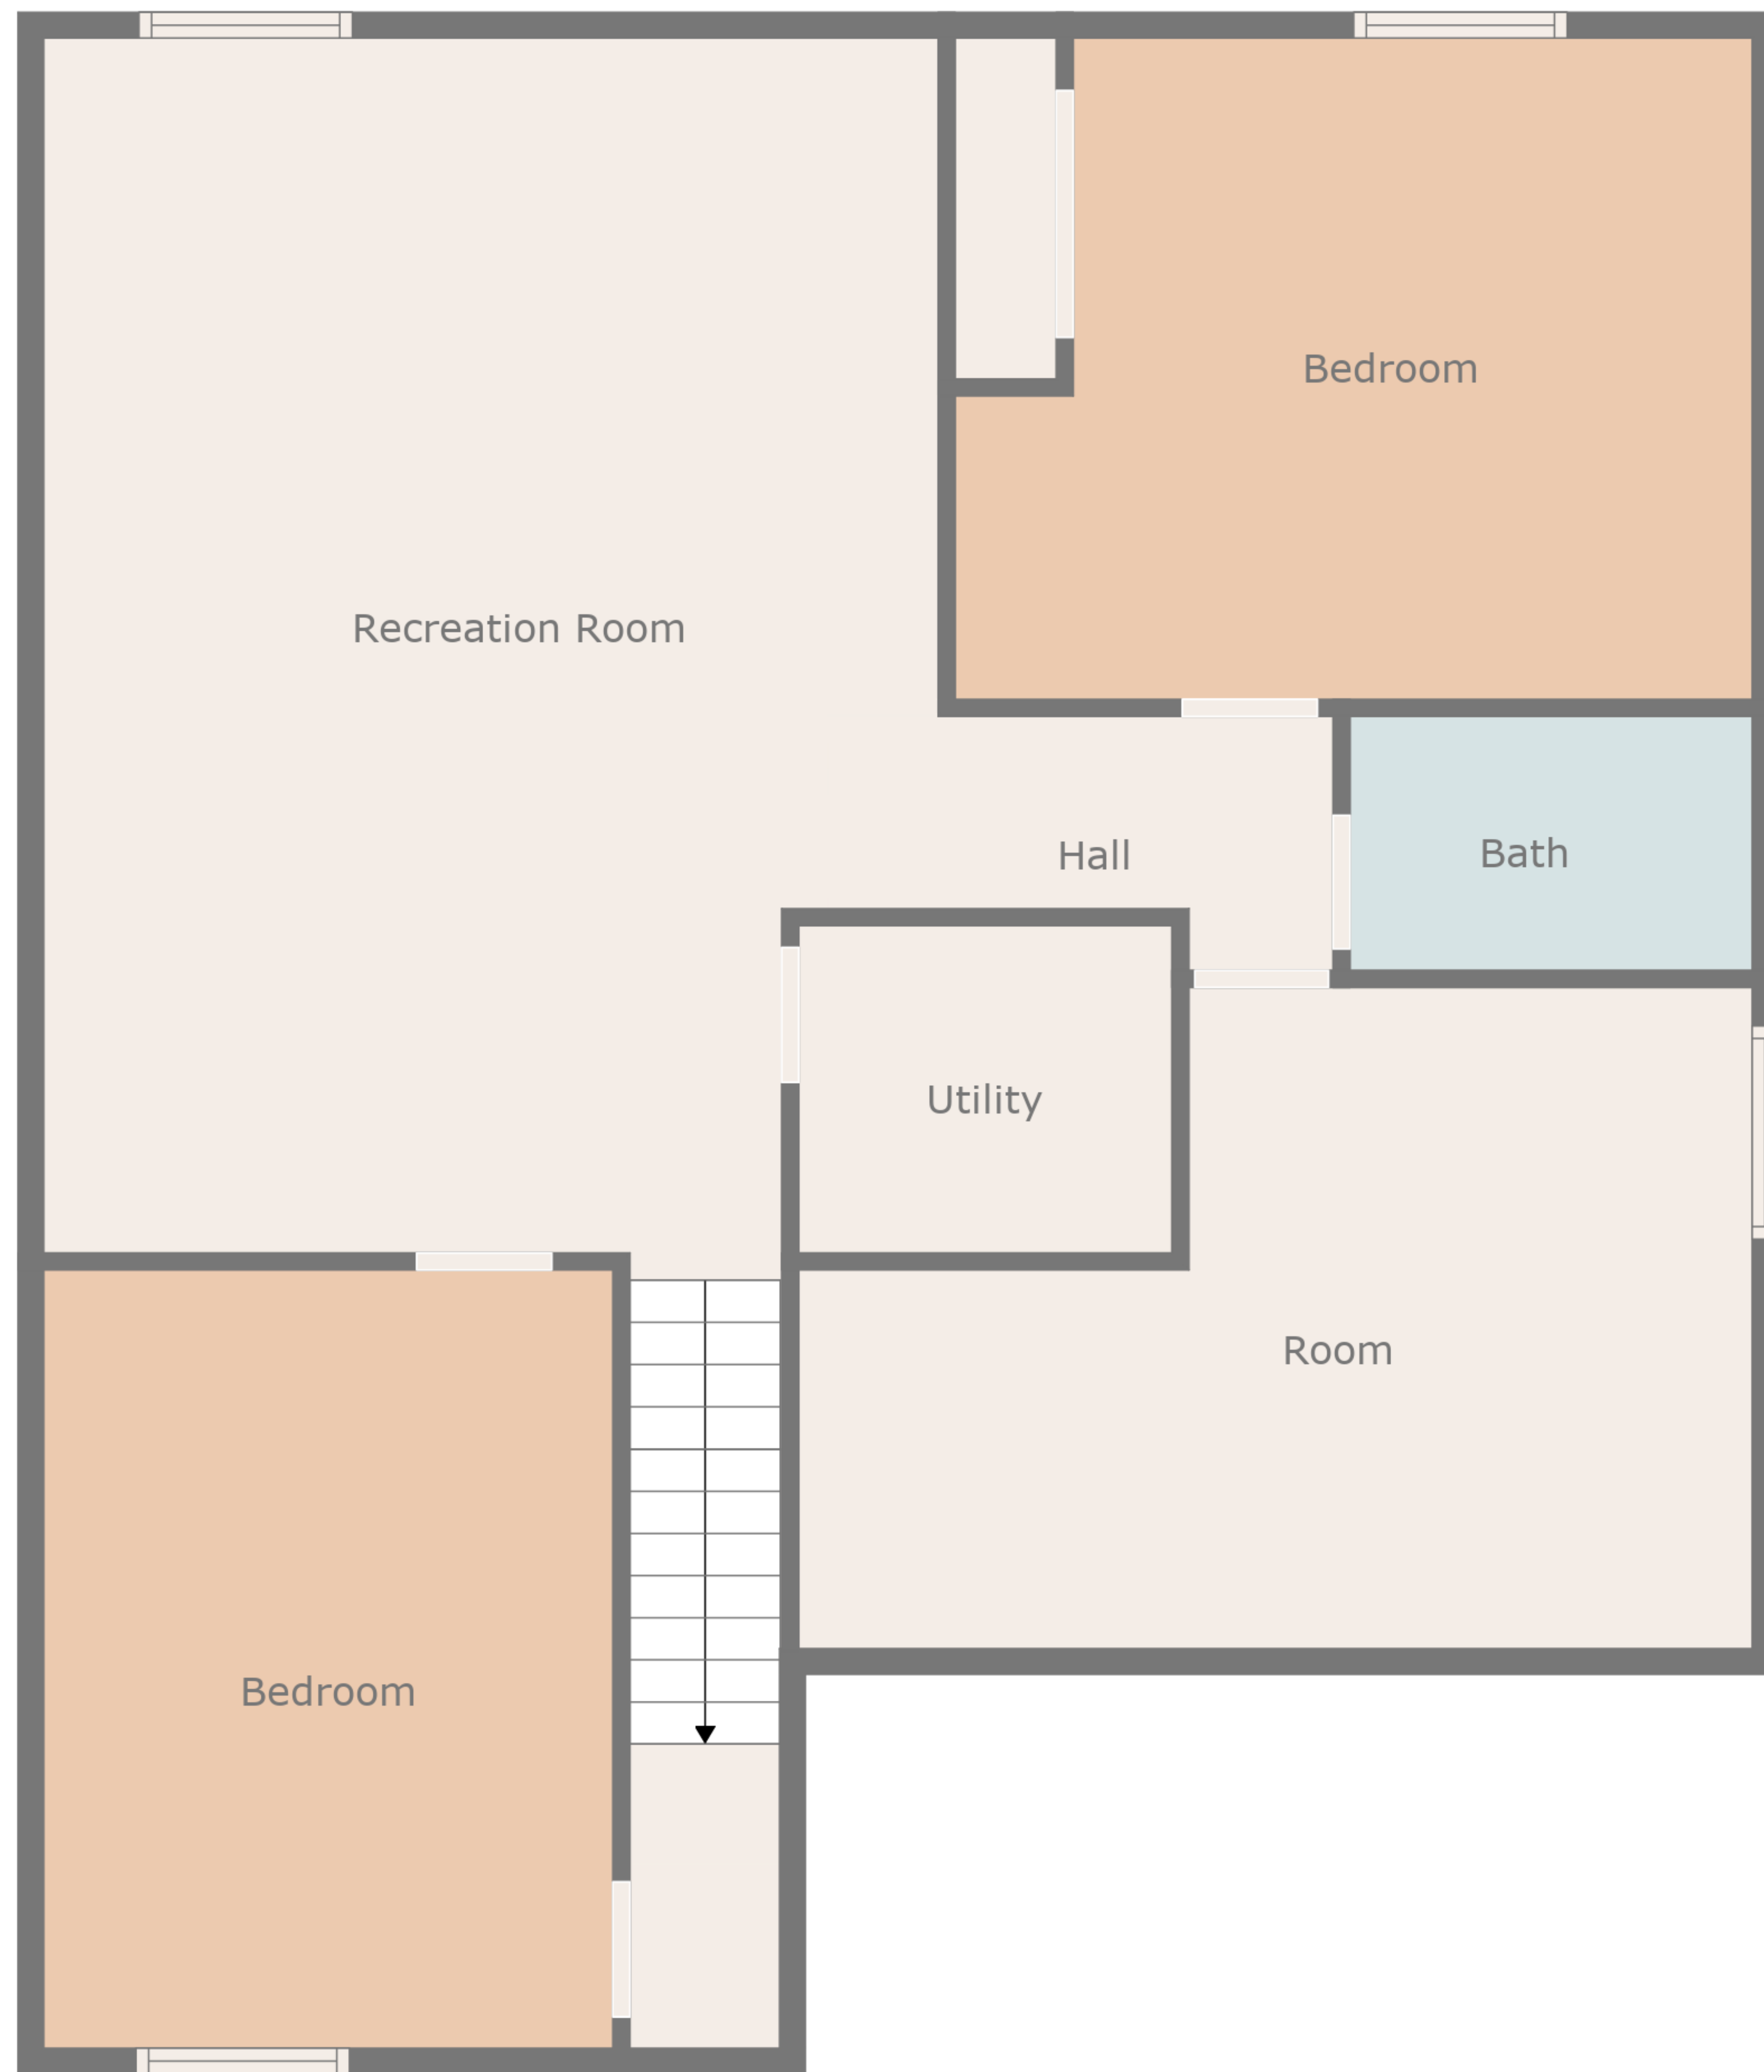 Bedroom
Recreation Room
Hall
Bath
Utility
Room
Bedroom